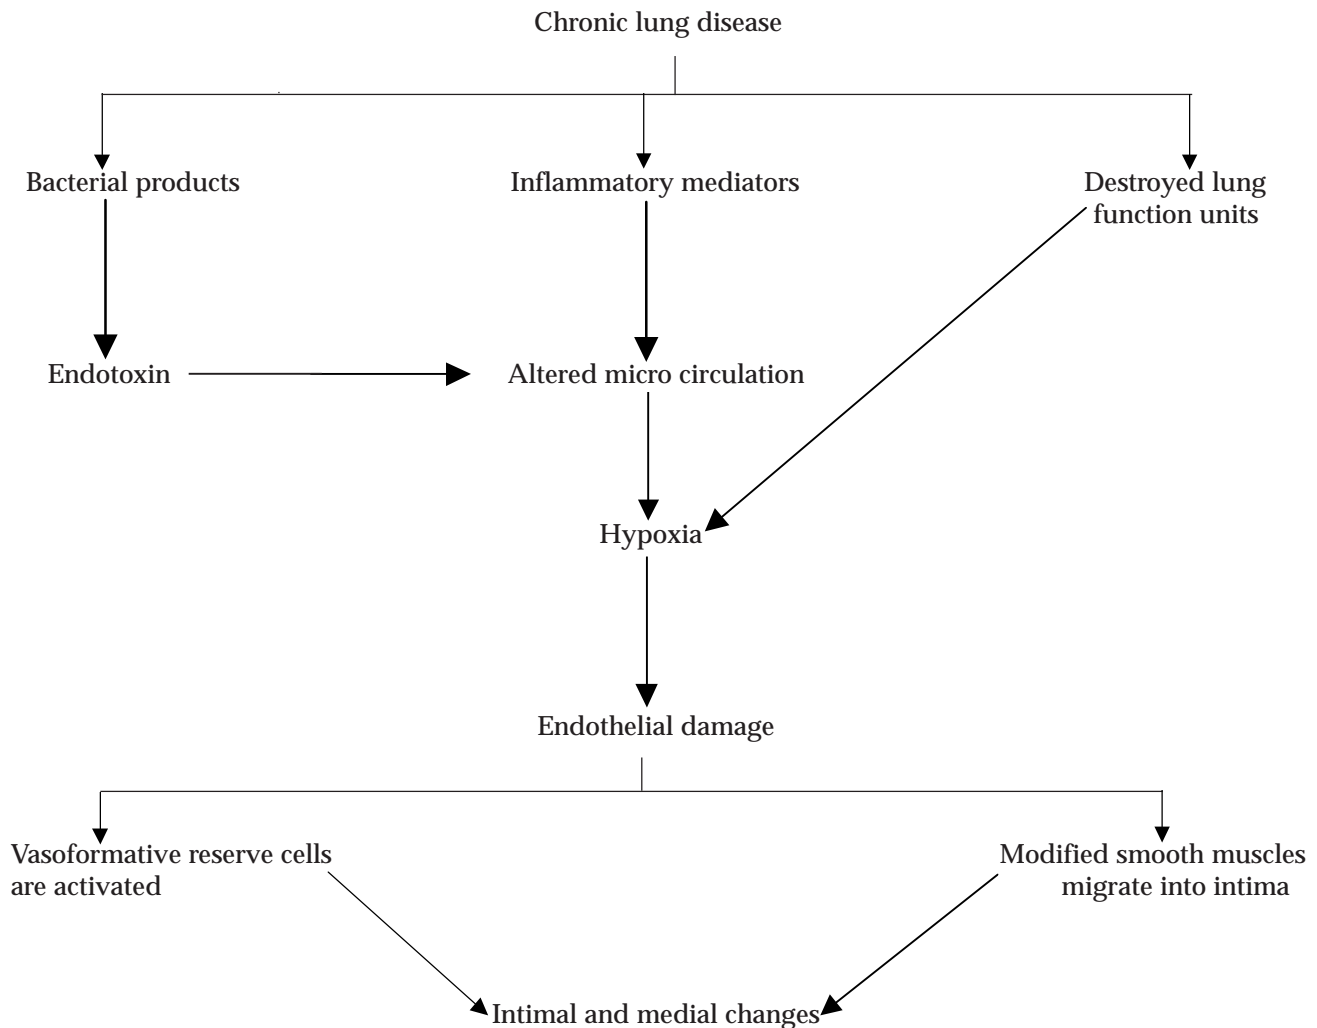 Chronic lung disease
Bacterial products
Inflammatory mediators
Destroyed lung
function units
Endotoxin
Altered micro circulation
Hypoxia
Endothelial damage
Vasoformative reserve cells
are activated
Modified smooth muscles
migrate into intima
Intimal and medial changes